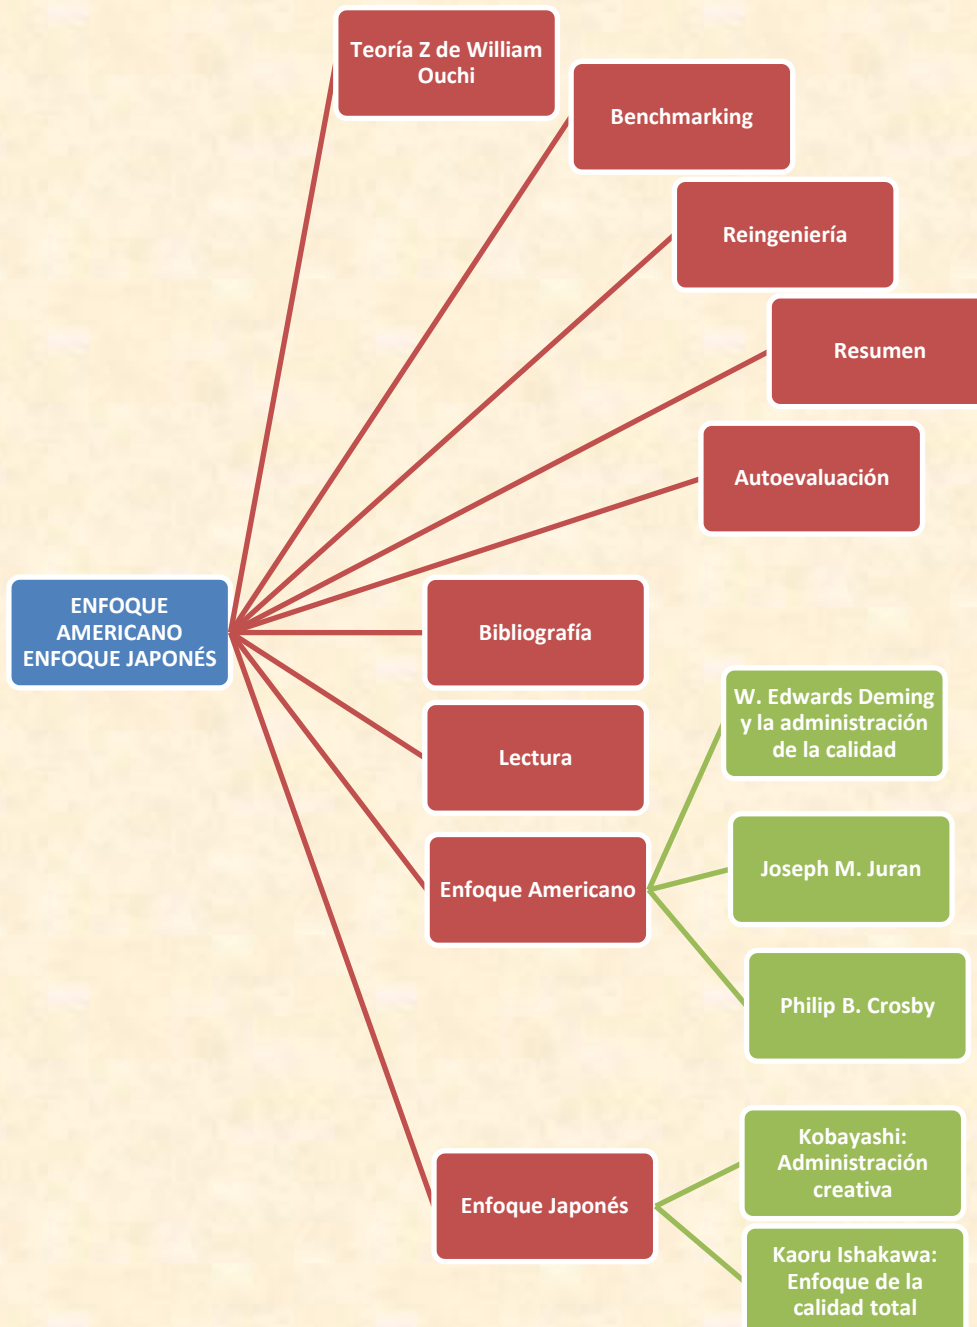 Teoría Z de William
Ouchi
Benchmarking
Reingeniería
Resumen
Autoevaluación
ENFOQUE
AMERICANO
ENFOQUE JAPONÉS
Bibliografía
Lectura
Enfoque Americano
W. Edwards Deming
y la administración
de la calidad
Joseph M. Juran
Philip B. Crosby
Enfoque Japonés
Kobayashi:
Administración
creativa
Kaoru Ishakawa:
Enfoque de la
calidad total